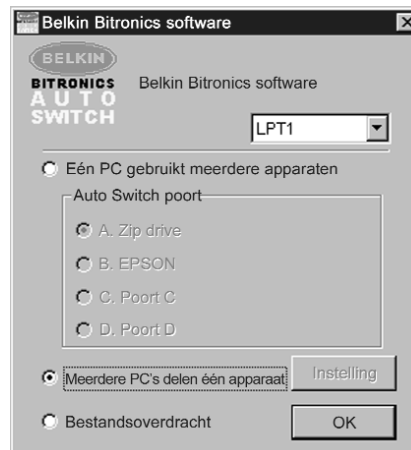 Belkin Bitronics software
BELKIN
BITRONICS
AUTO
SWITCH
Belkin Bitronics software
LPT1
Eén PC gebruikt meerdere apparaten
Auto Switch poort
A. Zip drive
B. EPSON
C. Poort C
D. Poort D
Meerdere PC's delen één apparaat
Instelling
Bestandsoverdracht
OK